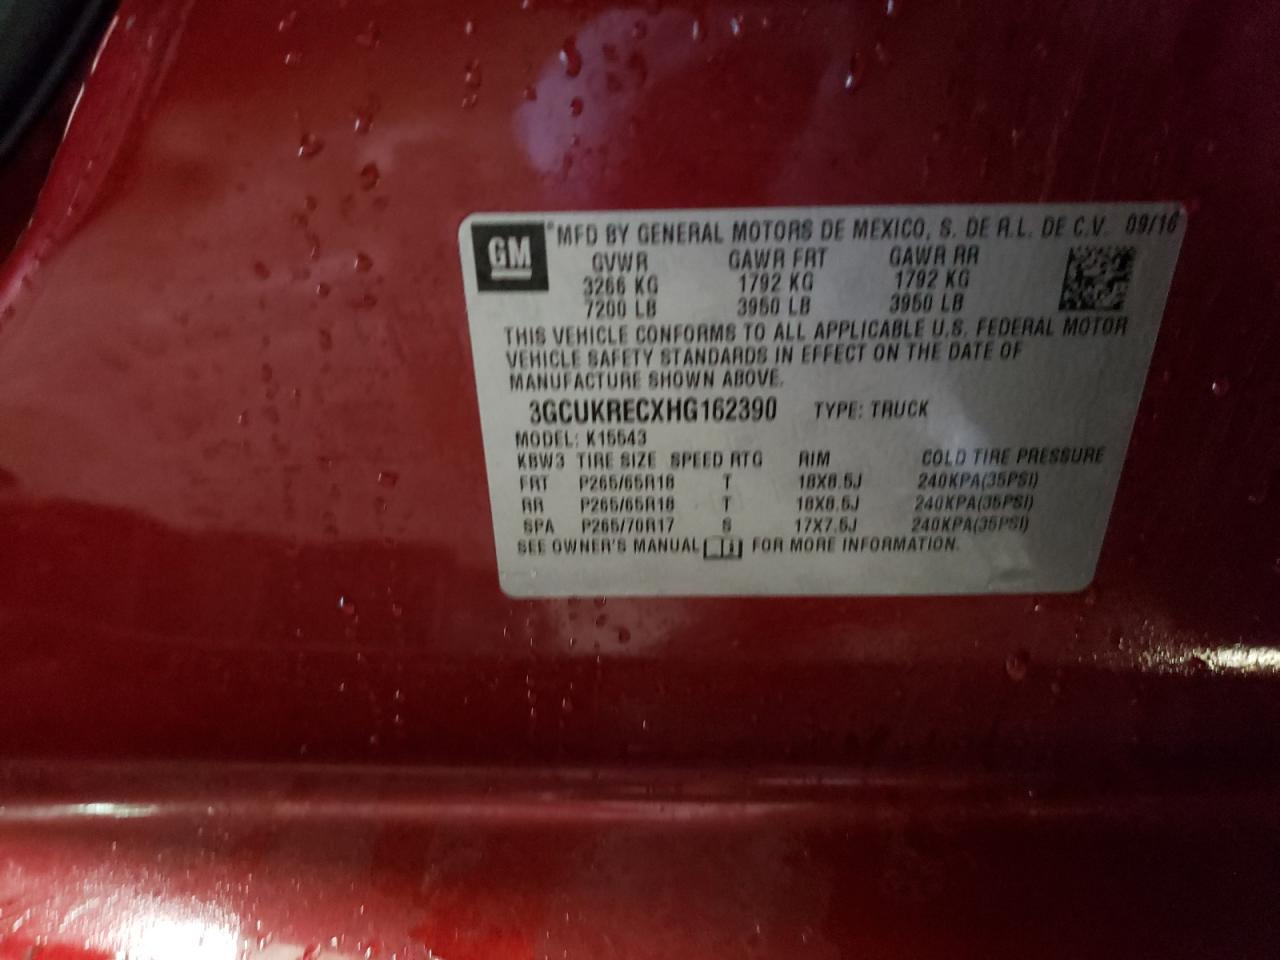 GM ®MFD BY GENERAL MOTORS DE MEXICO, S. DE R.L. DE C.V. 09/16
GVWR GAWR FRT GAWR RR
3266 KG 1792 KG 1792 KG
7200 LB 3950 LB 3950 LB
THIS VEHICLE CONFORMS TO ALL APPLICABLE U.S. FEDERAL MOTOR
VEHICLE SAFETY STANDARDS IN EFFECT ON THE DATE OF
MANUFACTURE SHOWN ABOVE.
3GCUKRECXHG162390 TYPE: TRUCK
MODEL: K15543
KBW3 TIRE SIZE SPEED RTG RIM COLD TIRE PRESSURE
FRT P265/65R18 T 18X8.5J 240KPA(35PSI)
RR P265/65R18 T 18X8.5J 240KPA(35PSI)
SPA P265/70R17 S 17X7.5J 240KPA(35PSI)
SEE OWNER'S MANUAL FOR MORE INFORMATION.